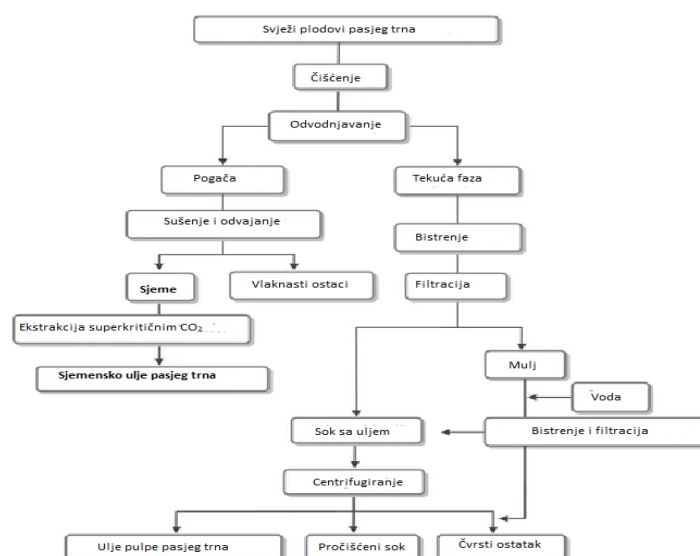 Svježi plodovi pasjeg trna
Čišćenje
Odvodnjavanje
Pogača
Tekuća faza
Sušenje i odvajanje
Bistrenje
Sjeme
Vlaknasti ostaci
Filtracija
Ekstrakcija superkritičnim CO₂
Mulj
Sjemensko ulje pasjeg trna
Voda
Sok sa uljem
Bistrenje i filtracija
Centrifugiranje
Ulje pulpe pasjeg trna
Pročišćeni sok
Čvrsti ostatak